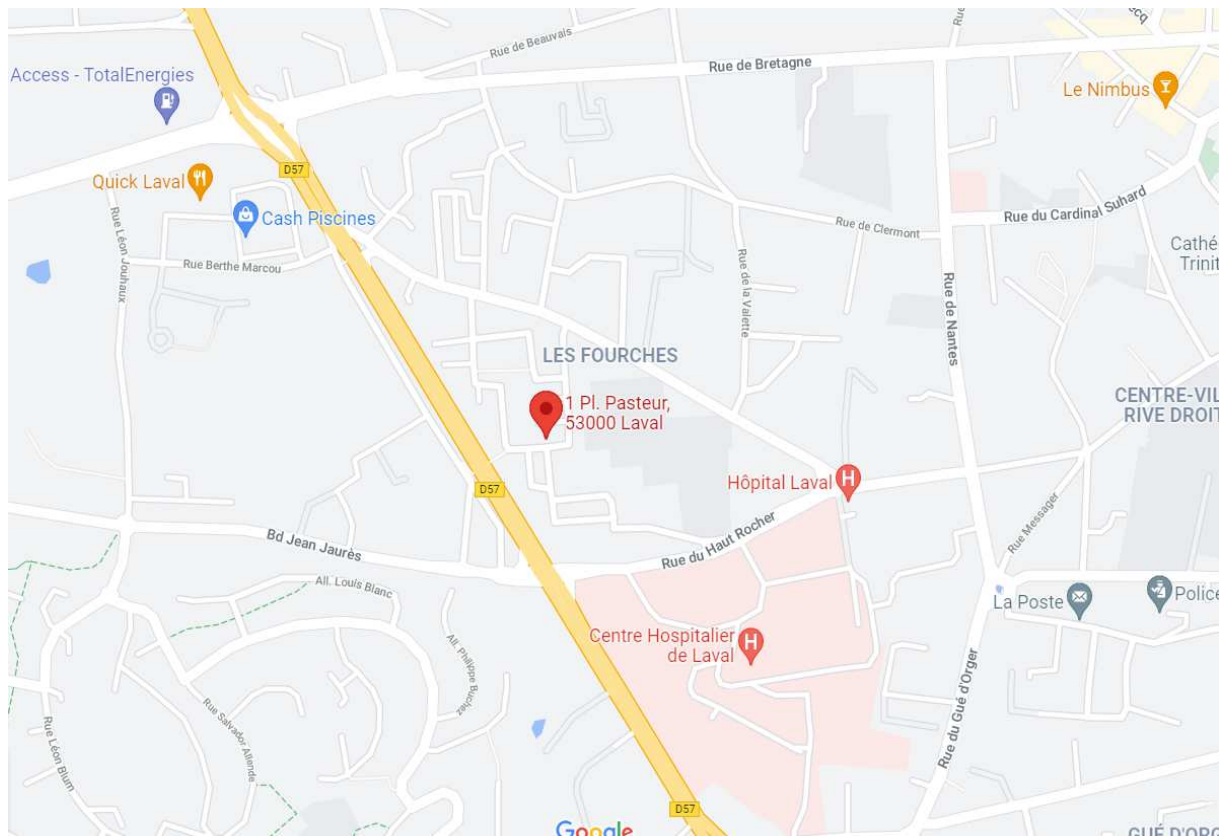 Rue de Beauvais
Rue de Bretagne
Access - TotalEnergies
Le Nimbus
D57
Quick Laval
Cash Piscines
Rue du Cardinal Suhard
Rue de Clermont
Rue Léon Jouhaux
Rue Berthe Marcou
Rue de la Valette
Rue de Nantes
Cathé
Trinit
LES FOURCHES
1 Pl. Pasteur,
53000 Laval
CENTRE-VIL
RIVE DROIT
D57
Hôpital Laval
Bd Jean Jaurès
Rue du Haut Rocher
Rue Messager
All. Louis Blanc
La Poste
Police
Centre Hospitalier
de Laval
All. Philippe Buchez
Rue Salvador Allende
Rue Léon Blum
Rue du Gué d'Orger
D57
Google
GUÉ D'ORG